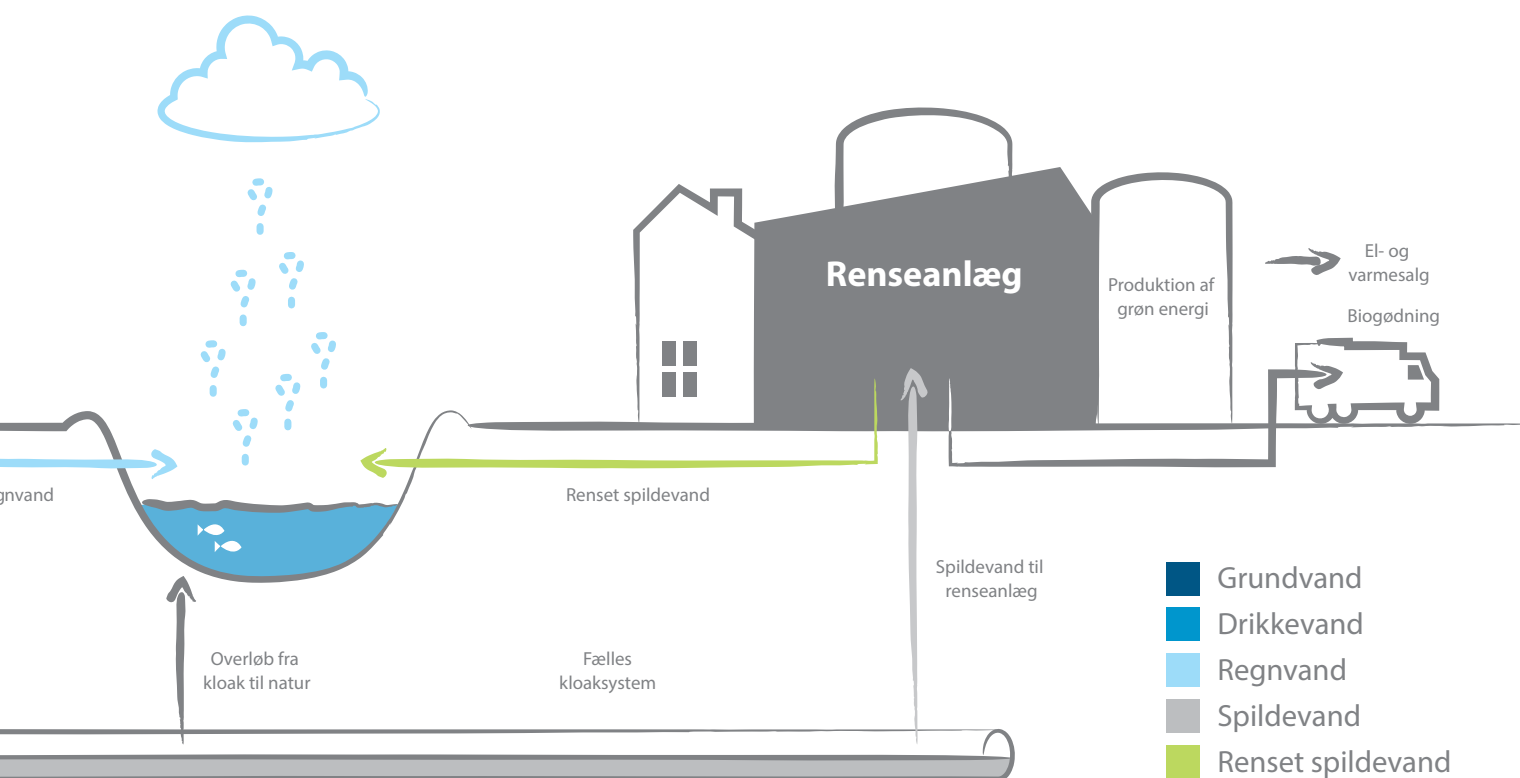 Renseanlæg
Produktion af
grøn energi
El- og
varmesalg
Biogødning
gnvand
Renset spildevand
Spildevand til
renseanlæg
Overløb fra
kloak til natur
Fælles
kloaksystem
Grundvand
Drikkevand
Regnvand
Spildevand
Renset spildevand